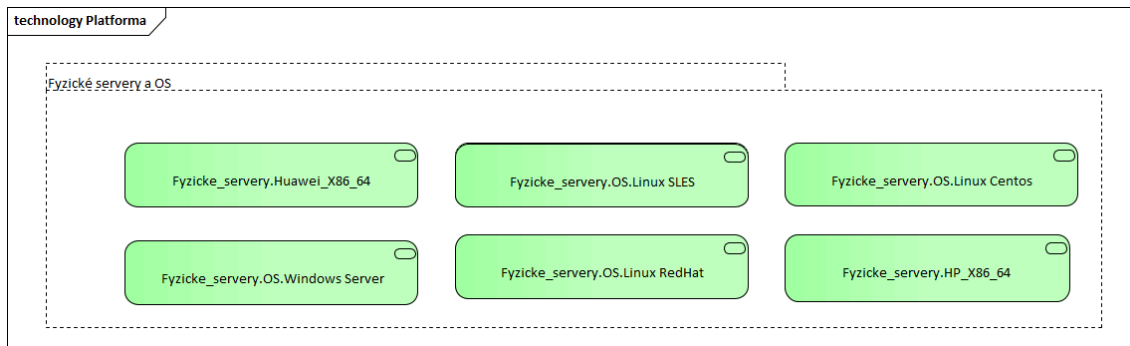 technology Platforma
Fyzické servery a OS
Fyzicke_servery.Huawei_X86_64
Fyzicke_servery.OS.Linux SLES
Fyzicke_servery.OS.Linux Centos
Fyzicke_servery.OS.Windows Server
Fyzicke_servery.OS.Linux RedHat
Fyzicke_servery.HP_X86_64